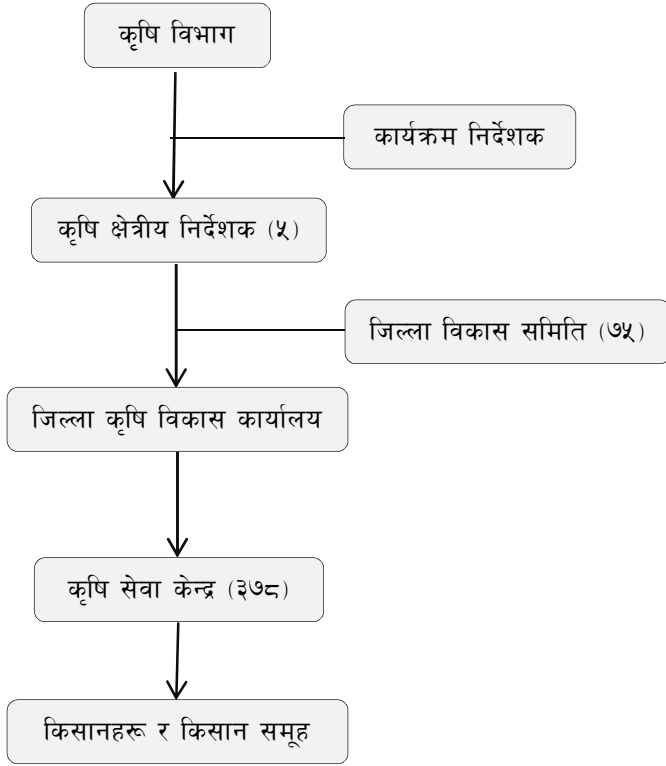 कृषि विभाग
कार्यक्रम निर्देशक
कृषि क्षेत्रीय निर्देशक (५)
जिल्ला विकास समिति (७५)
जिल्ला कृषि विकास कार्यालय
कृषि सेवा केन्द्र (३७८)
किसानहरू र किसान समूह